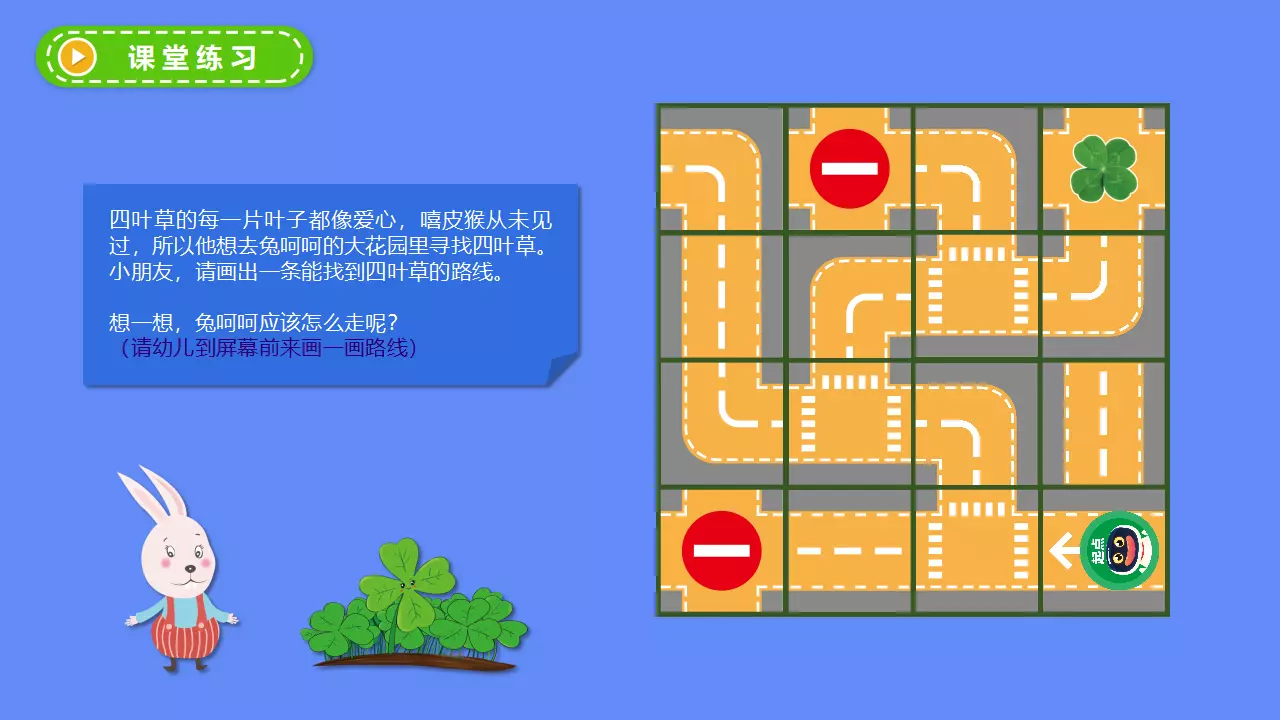 课堂练习
四叶草的每一片叶子都像爱心，嘻皮猴从未见
过，所以他想去兔呵呵的大花园里寻找四叶草。
小朋友，请画出一条能找到四叶草的路线。
想一想，兔呵呵应该怎么走呢？
（请幼儿到屏幕前来画一画路线）
起点